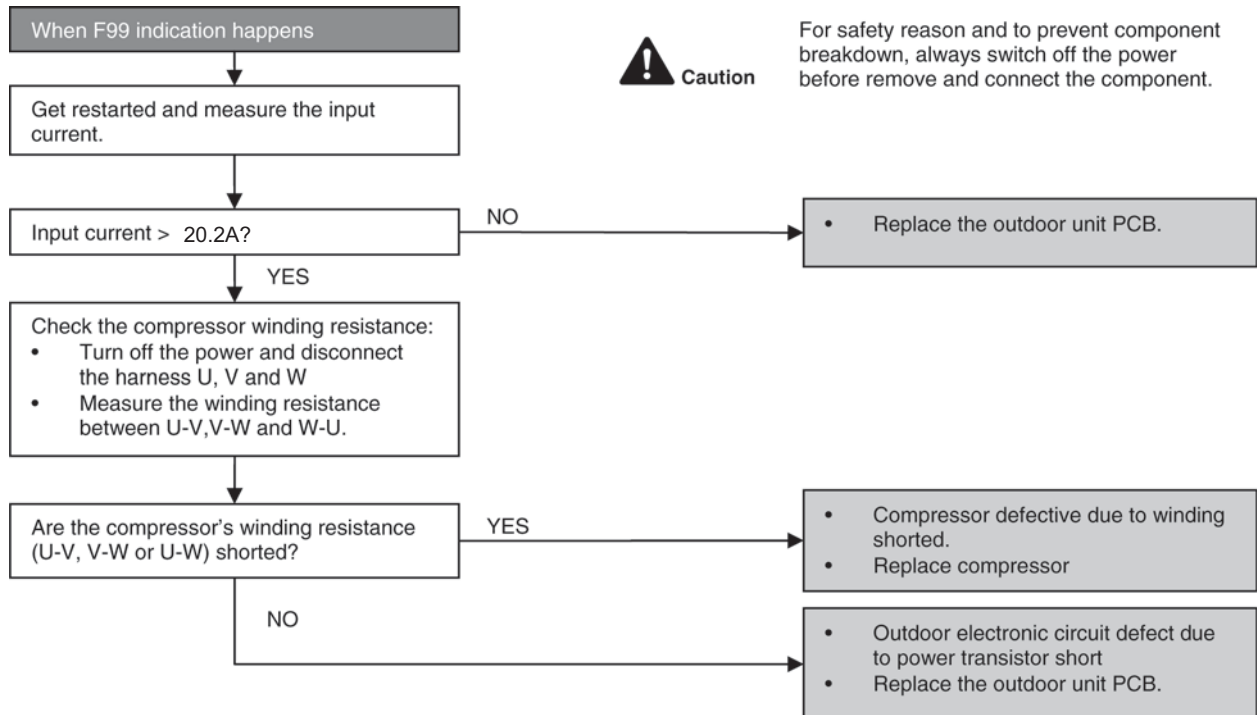 When F99 indication happens
For safety reason and to prevent component
breakdown, always switch off the power
before remove and connect the component.
Caution
Get restarted and measure the input
current.
Input current > 20.2A?
NO
• Replace the outdoor unit PCB.
YES
Check the compressor winding resistance:
• Turn off the power and disconnect
the harness U, V and W
• Measure the winding resistance
between U-V,V-W and W-U.
Are the compressor's winding resistance
(U-V, V-W or U-W) shorted?
YES
• Compressor defective due to winding
shorted.
• Replace compressor
NO
• Outdoor electronic circuit defect due
to power transistor short
• Replace the outdoor unit PCB.